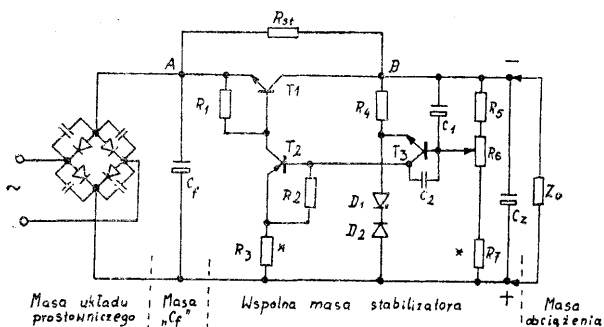 Rst
A
B
−
T1
R1
R4
C1
R5
T2
T3
R6
~
Cf
R2
C2
D1
D2
Cz
Zo
R3 *
* R7
+
Masa układu prostowniczego
Masa „Cf"
Wspólna masa stabilizatora
Masa obciążenia